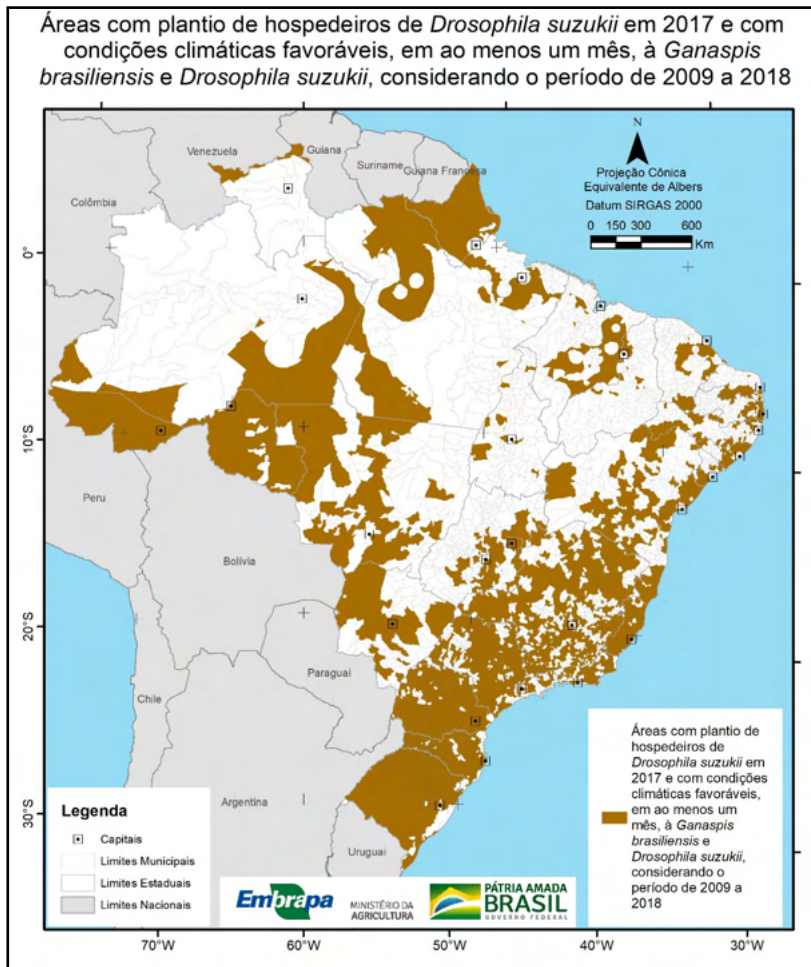 Áreas com plantio de hospedeiros de Drosophila suzukii em 2017 e com
condições climáticas favoráveis, em ao menos um mês, à Ganaspis
brasiliensis e Drosophila suzukii, considerando o período de 2009 a 2018
N
Projeção Cônica
Equivalente de Albers
Datum SIRGAS 2000
0 150 300 600
Km
Venezuela
Guiana
Suriname
Guiana Francesa
Colômbia
Peru
Bolívia
Paraguai
Chile
Argentina
Uruguai
0°
10°S
20°S
30°S
Legenda
Capitais
Limites Municipais
Limites Estaduais
Limites Nacionais
Embrapa
MINISTÉRIO DA
AGRICULTURA
PÁTRIA AMADA
BRASIL
GOVERNO FEDERAL
Áreas com plantio de
hospedeiros de
Drosophila suzukii em
2017 e com condições
climáticas favoráveis,
em ao menos um
mês, à Ganaspis
brasiliensis e
Drosophila suzukii,
considerando o
período de 2009 a
2018
70°W
60°W
50°W
40°W
30°W